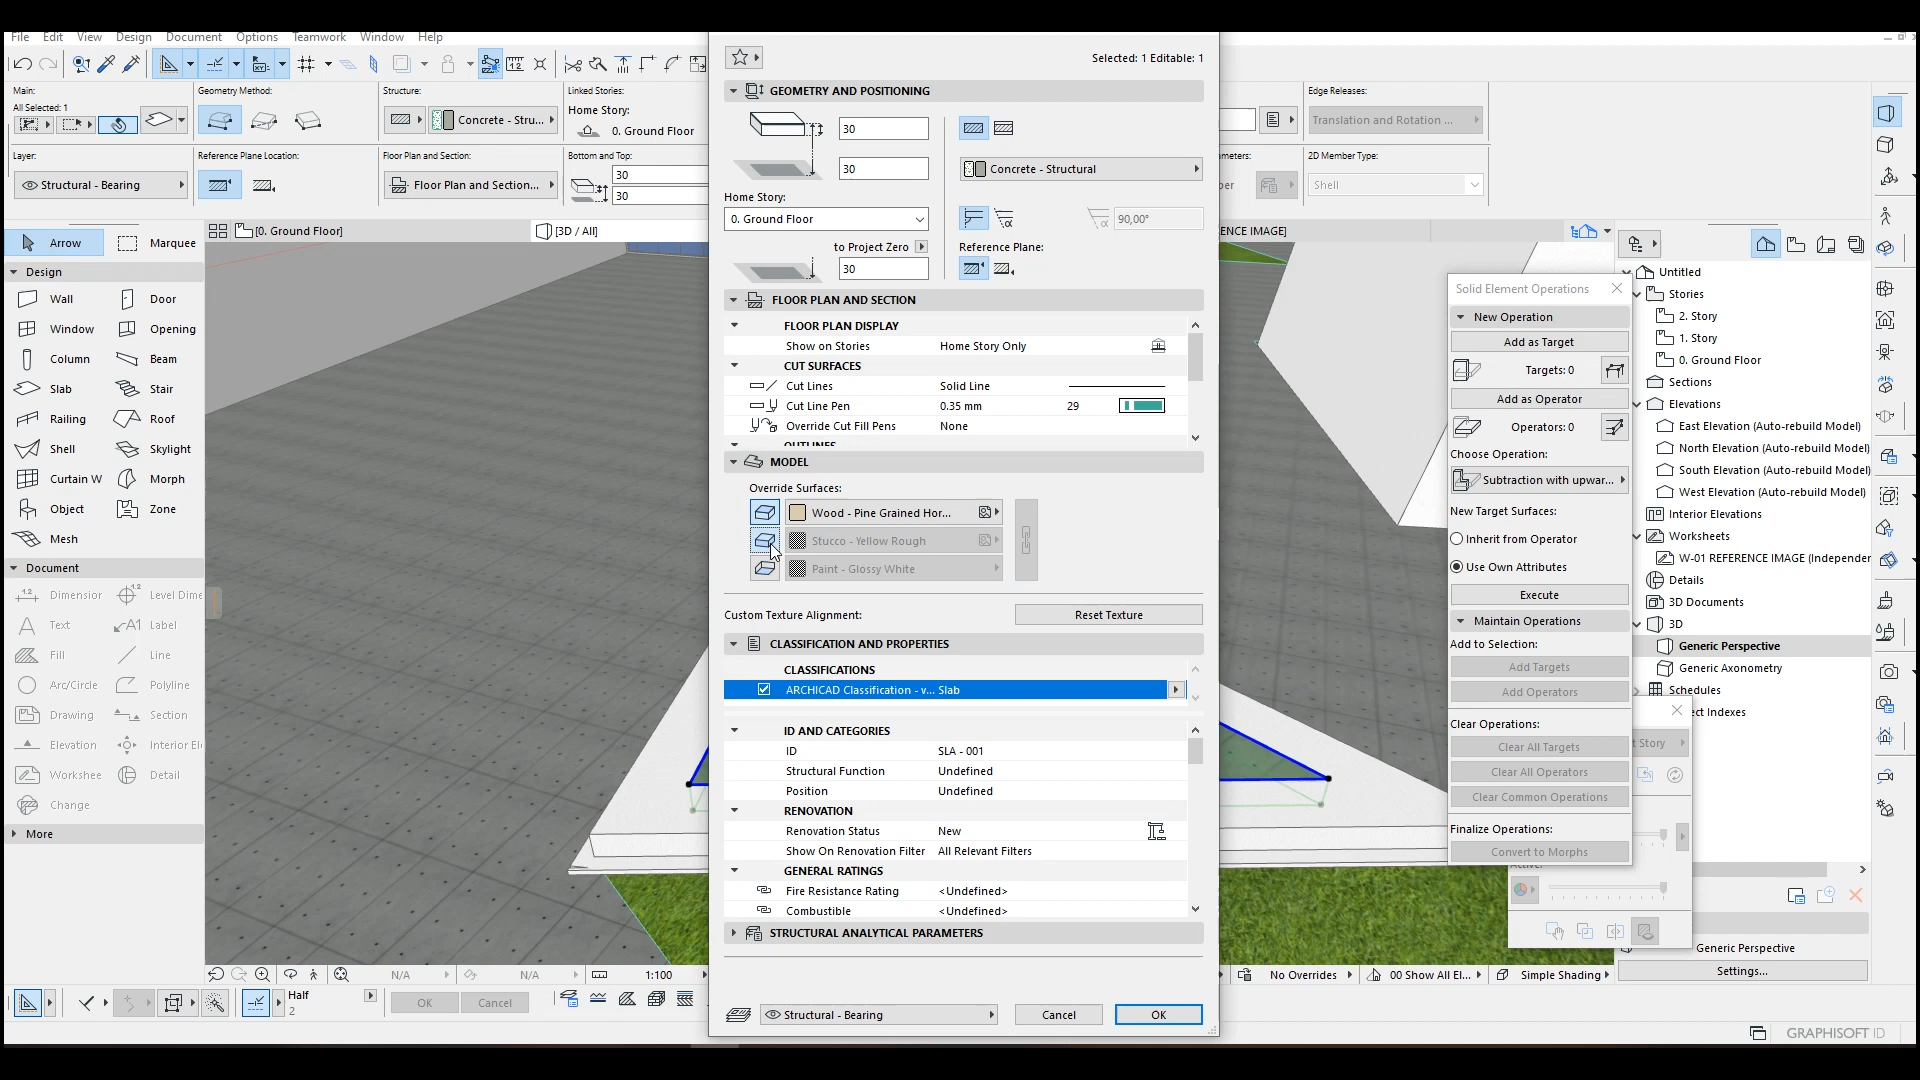 File Edit View Design Document Options Teamwork Window Help
Selected: 1 Editable: 1
Main:
All Selected: 1
Geometry Method:
Structure:
Concrete - Stru...
Linked Stories:
Home Story:
0. Ground Floor
Edge Releases:
Translation and Rotation ...
Layer:
Structural - Bearing
Reference Plane Location:
Floor Plan and Section:
Floor Plan and Section...
Bottom and Top:
30
30
2D Member Type:
Shell
[0. Ground Floor]
[3D / All]
ENCE IMAGE]
Arrow
Marquee
Design
Wall
Door
Window
Opening
Column
Beam
Slab
Stair
Railing
Roof
Shell
Skylight
Curtain W
Morph
Object
Zone
Mesh
Document
Dimension
Level Dime
Text
Label
Fill
Line
Arc/Circle
Polyline
Drawing
Section
Elevation
Interior El
Workshee
Detail
Change
More
GEOMETRY AND POSITIONING
30
30
Concrete - Structural
Home Story:
0. Ground Floor
90,00°
to Project Zero
Reference Plane:
30
FLOOR PLAN AND SECTION
FLOOR PLAN DISPLAY
Show on Stories Home Story Only
CUT SURFACES
Cut Lines Solid Line
Cut Line Pen 0.35 mm 29
Override Cut Fill Pens None
OUTLINES
MODEL
Override Surfaces:
Wood - Pine Grained Hor...
Stucco - Yellow Rough
Paint - Glossy White
Custom Texture Alignment:
Reset Texture
CLASSIFICATION AND PROPERTIES
CLASSIFICATIONS
ARCHICAD Classification - v... Slab
ID AND CATEGORIES
ID SLA - 001
Structural Function Undefined
Position Undefined
RENOVATION
Renovation Status New
Show On Renovation Filter All Relevant Filters
GENERAL RATINGS
Fire Resistance Rating <Undefined>
Combustible <Undefined>
STRUCTURAL ANALYTICAL PARAMETERS
Structural - Bearing
Cancel
OK
Solid Element Operations
New Operation
Add as Target
Targets: 0
Add as Operator
Operators: 0
Choose Operation:
Subtraction with upwar...
New Target Surfaces:
Inherit from Operator
Use Own Attributes
Execute
Maintain Operations
Add to Selection:
Add Targets
Add Operators
Clear Operations:
Clear All Targets
Clear All Operators
Clear Common Operations
Finalize Operations:
Convert to Morphs
Untitled
Stories
2. Story
1. Story
0. Ground Floor
Sections
Elevations
East Elevation (Auto-rebuild Model)
North Elevation (Auto-rebuild Model)
South Elevation (Auto-rebuild Model)
West Elevation (Auto-rebuild Model)
Interior Elevations
Worksheets
W-01 REFERENCE IMAGE (Independen
Details
3D Documents
3D
Generic Perspective
Generic Axonometry
Schedules
ect Indexes
t Story
Generic Perspective
Settings...
N/A
N/A
1:100
No Overrides
00 Show All El...
Simple Shading
Half
2
OK
Cancel
GRAPHISOFT ID